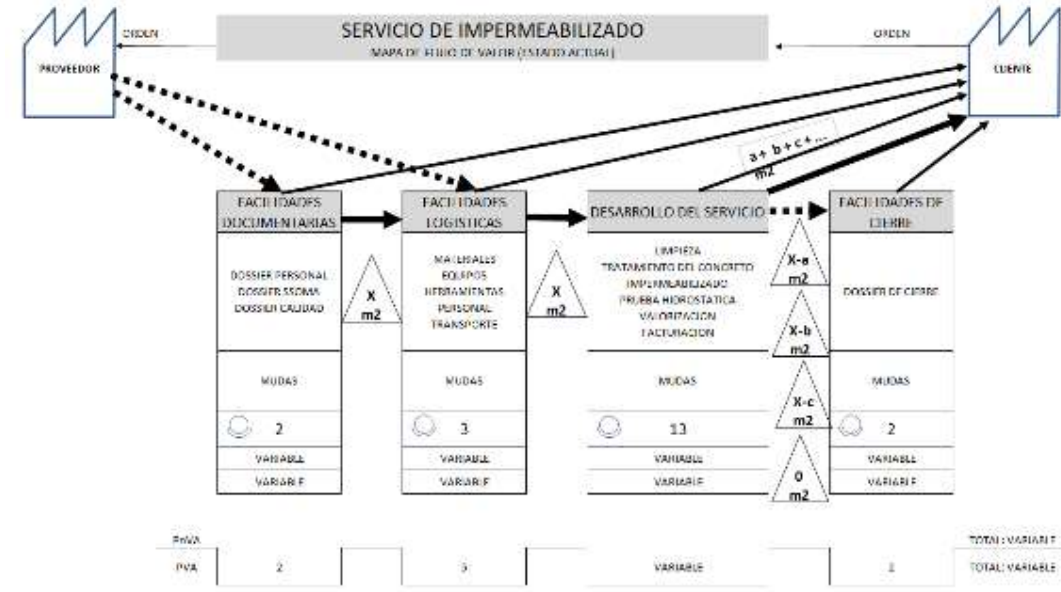 SERVICIO DE IMPERMEABILIZADO
MAPA DE FLUJO DE VALOR (ESTADO ACTUAL)
ORDEN
ORDEN
PROVEEDOR
CLIENTE
a+ b+c+...
m2
FACILIDADES
DOCUMENTARIAS
FACILIDADES
LOGISTICAS
DESARROLLO DEL SERVICIO
FACILIDADES DE
CIERRE
DOSSIER PERSONAL
DOSSIER SSOMA
DOSSIER CALIDAD
X
m2
MATERIALES
EQUIPOS
HERRAMIENTAS
PERSONAL
TRANSPORTE
X
m2
LIMPIEZA
TRATAMIENTO DEL CONCRETO
IMPERMEABILIZADO
PRUEBA HIDROSTATICA
VALORIZACION
FACTURACION
X-a
m2
X-b
m2
X-c
m2
0
m2
DOSSIER DE CIERRE
MUDAS
MUDAS
MUDAS
MUDAS
2
3
13
2
VARIABLE
VARIABLE
VARIABLE
VARIABLE
VARIABLE
VARIABLE
VARIABLE
VARIABLE
PnVA
TOTAL: VARIABLE
PVA
2
VARIABLE
TOTAL: VARIABLE